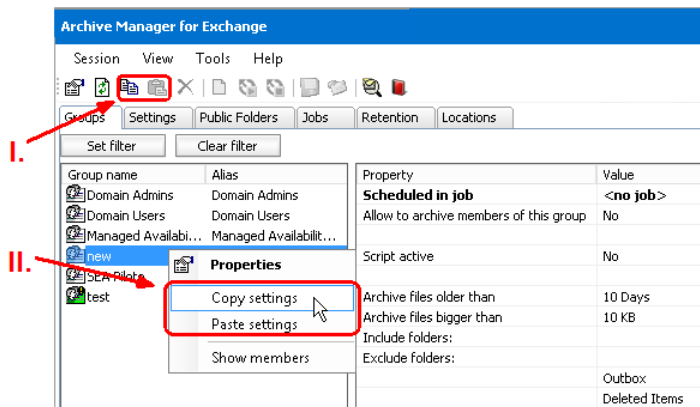 Archive Manager for Exchange
Session View Tools Help
I.
Groups Settings Public Folders Jobs Retention Locations
Set filter Clear filter
Group name Alias Property Value
Domain Admins Domain Admins Scheduled in job <no job>
Domain Users Domain Users Allow to archive members of this group No
Managed Availabi... Managed Availabilit...
II.
new Properties Script active No
SEA Pilots Copy settings Archive files older than 10 Days
test Paste settings Archive files bigger than 10 KB
Include folders:
Show members Exclude folders:
Outbox
Deleted Items